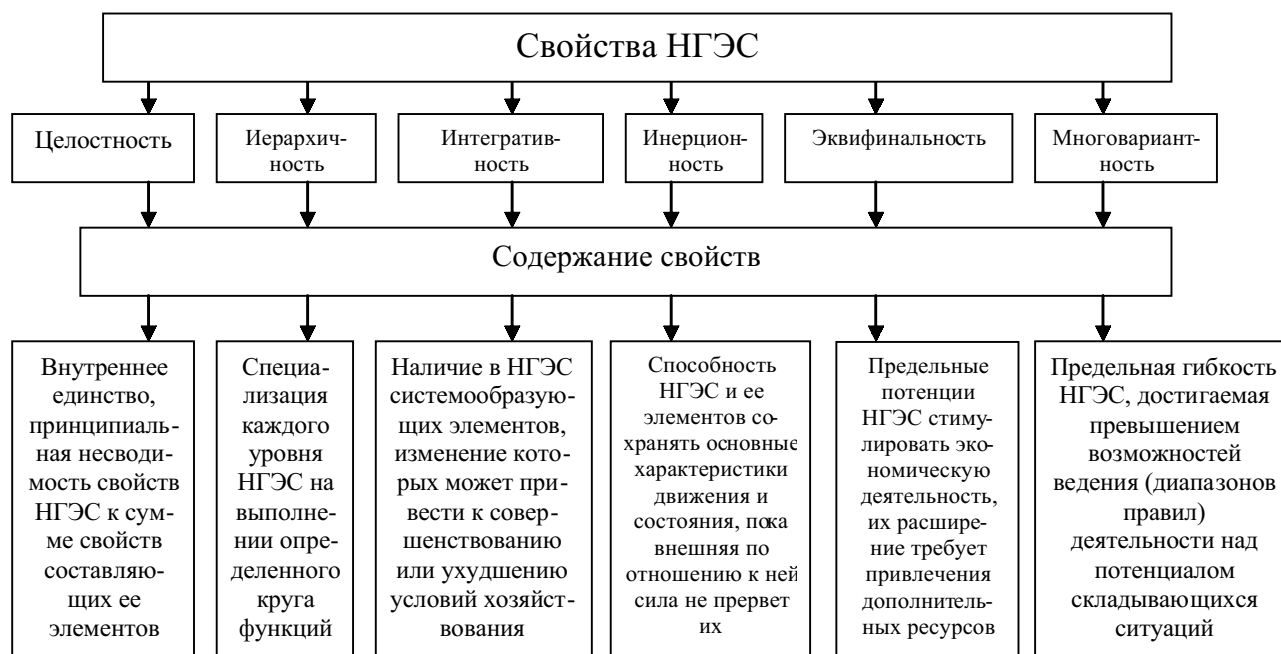 Свойства НГЭС
Целостность
Иерархич-
ность
Интегратив-
ность
Инерцион-
ность
Эквифинальность
Многовариант-
ность
Содержание свойств
Внутреннее
единство,
принципиаль-
ная несводи-
мость свойств
НГЭС к сум-
ме свойств
составляю-
щих ее
элементов
Специа-
лизация
каждого
уровня
НГЭС на
выполне-
нии опре-
деленного
круга
функций
Наличие в НГЭС
системообразую-
щих элементов,
изменение кото-
рых может при-
вести к совер-
шенствованию
или ухудшению
условий хозяйст-
вования
Способность
НГЭС и ее
элементов со-
хранять основные
характеристики
движения и
состояния, пока
внешняя по
отношению к ней
сила не прервет
их
Предельные
потенции
НГЭС стиму-
лировать эко-
номическую
деятельность,
их расшире-
ние требует
привлечения
дополнитель-
ных ресурсов
Предельная гибкость
НГЭС, достигаемая
превышением
возможностей
ведения (диапазонов
правил)
деятельности над
потенциалом
складывающихся
ситуаций